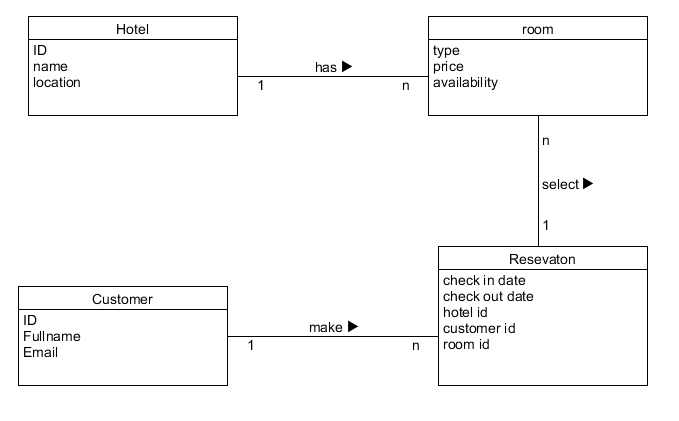 Hotel
ID
name
location
has ▶
1
n
room
type
price
availability
n
select ▶
1
Customer
ID
Fullname
Email
make ▶
1
n
Resevaton
check in date
check out date
hotel id
customer id
room id